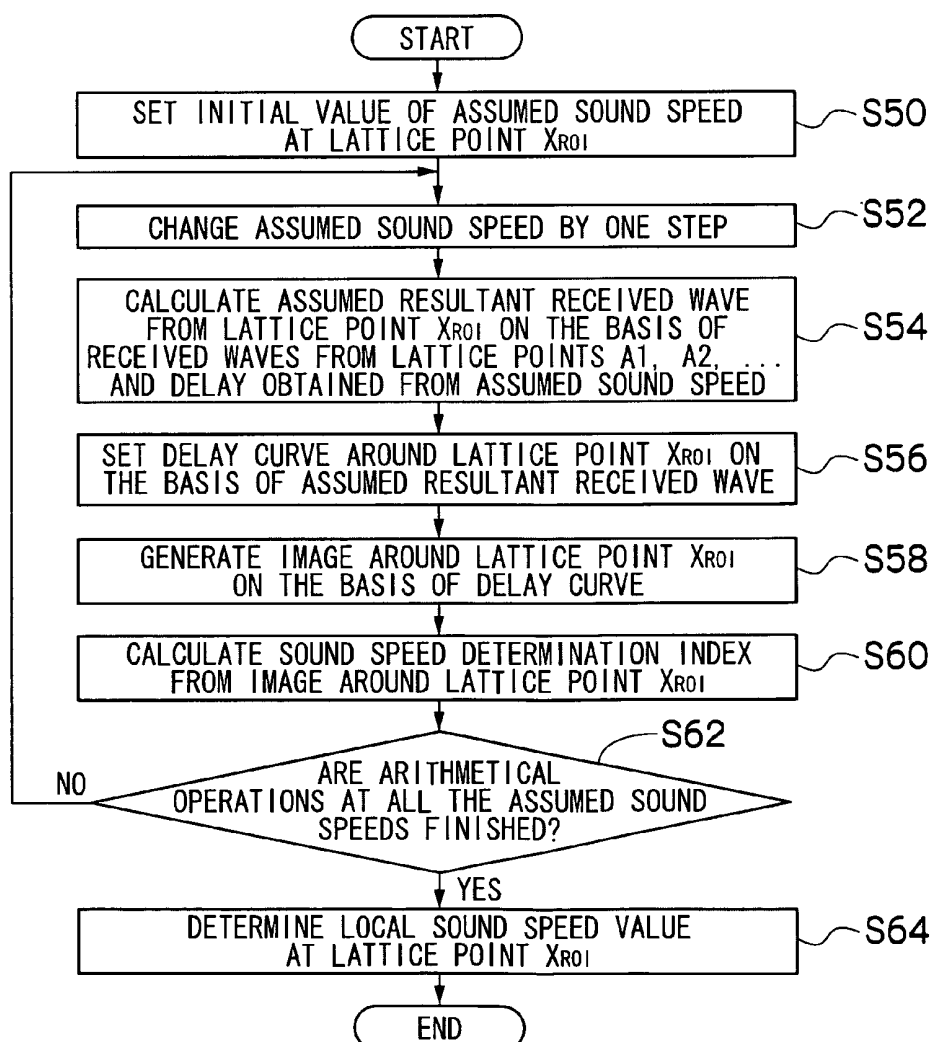 START
SET INITIAL VALUE OF ASSUMED SOUND SPEED
AT LATTICE POINT XROI
S50
CHANGE ASSUMED SOUND SPEED BY ONE STEP
S52
CALCULATE ASSUMED RESULTANT RECEIVED WAVE
FROM LATTICE POINT XROI ON THE BASIS OF
RECEIVED WAVES FROM LATTICE POINTS A1, A2, ...
AND DELAY OBTAINED FROM ASSUMED SOUND SPEED
S54
SET DELAY CURVE AROUND LATTICE POINT XROI ON
THE BASIS OF ASSUMED RESULTANT RECEIVED WAVE
S56
GENERATE IMAGE AROUND LATTICE POINT XROI
ON THE BASIS OF DELAY CURVE
S58
CALCULATE SOUND SPEED DETERMINATION INDEX
FROM IMAGE AROUND LATTICE POINT XROI
S60
S62
ARE ARITHMETICAL
OPERATIONS AT ALL THE ASSUMED SOUND
SPEEDS FINISHED?
NO
YES
DETERMINE LOCAL SOUND SPEED VALUE
AT LATTICE POINT XROI
S64
END